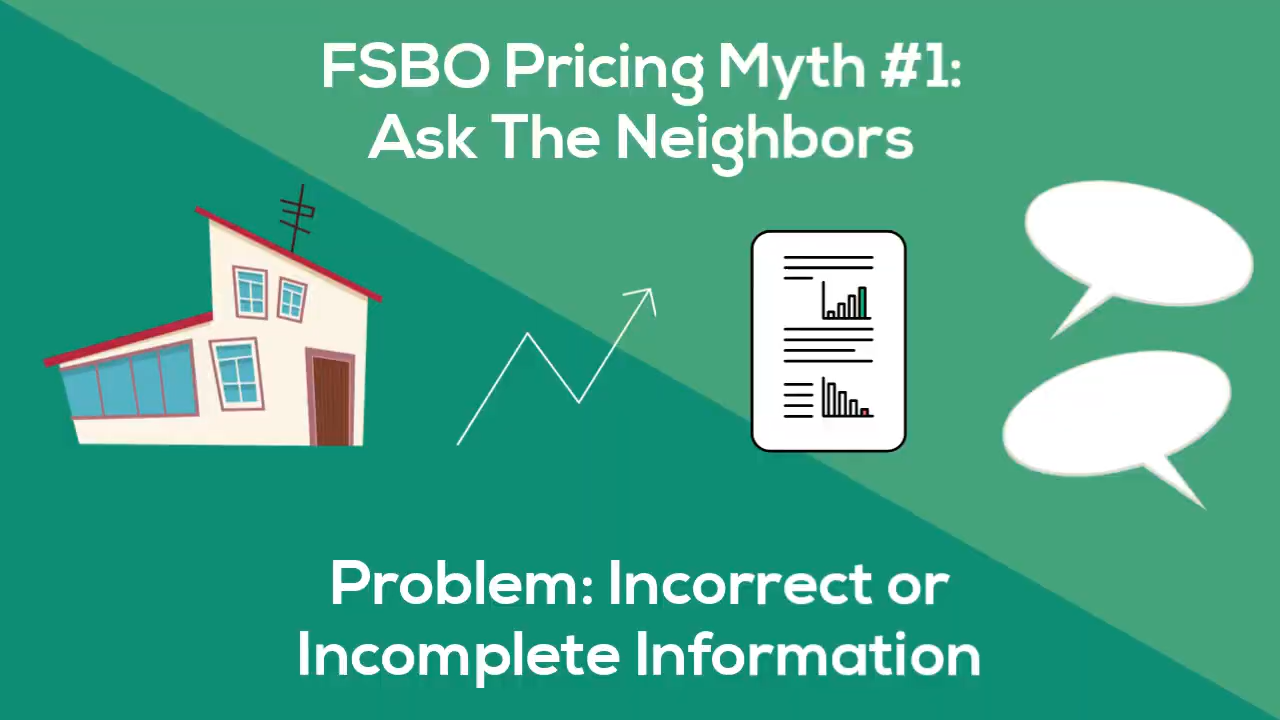 FSBO Pricing Myth #1:
Ask The Neighbors
Problem: Incorrect or
Incomplete Information